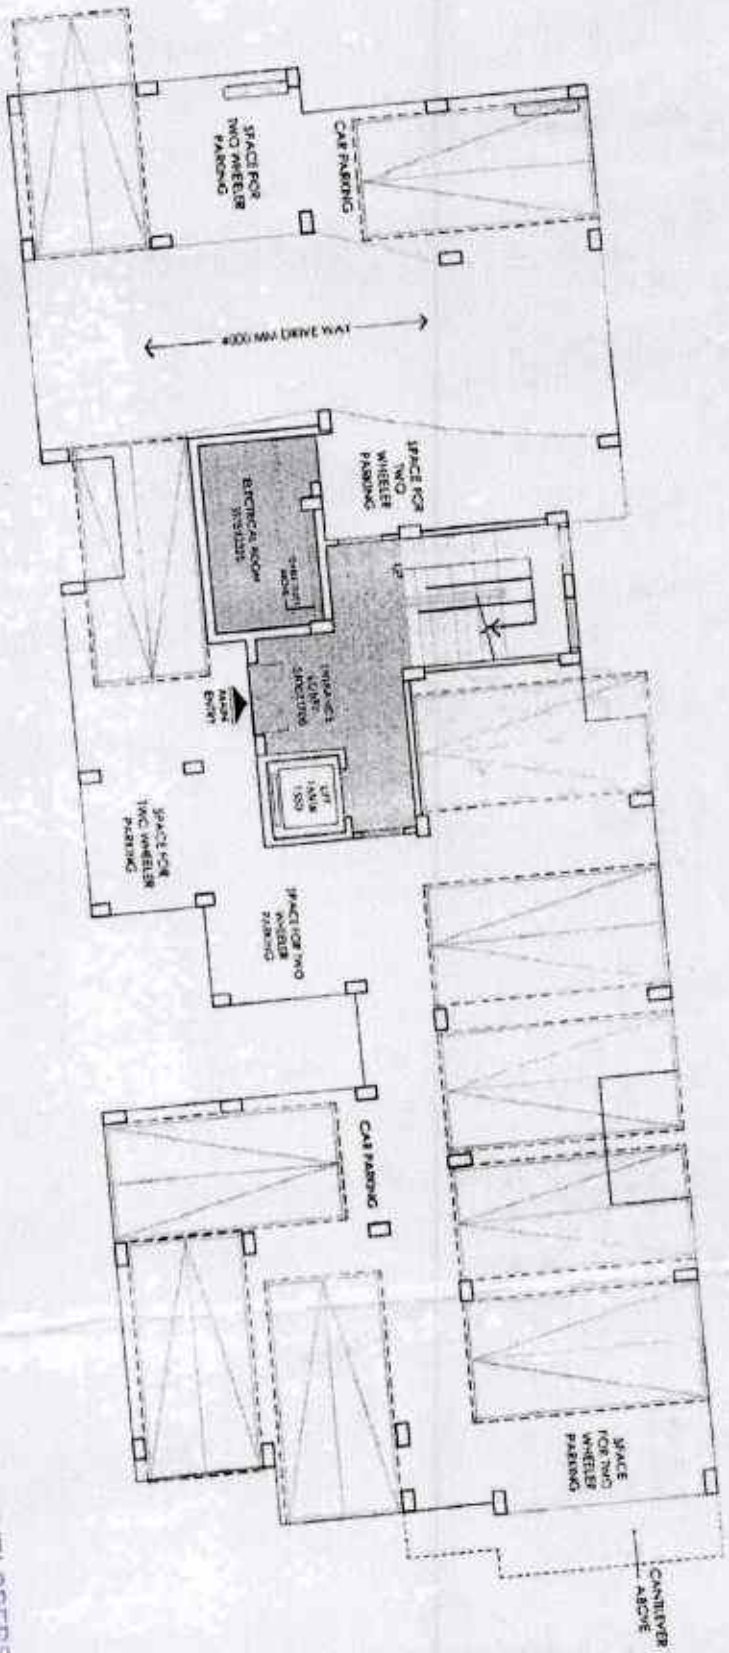 SPACE FOR
TWO WHEELER
PARKING
CAR PARKING
4000 MM DRIVE WAY
SPACE FOR
TWO
WHEELER
PARKING
ELECTRICAL ROOM
UP
ENTRANCE
MAIN
ENTRY
LIFT
SPACE FOR
TWO WHEELER
PARKING
SPACE FOR TWO
WHEELER
PARKING
CAR PARKING
SPACE
FOR TWO
WHEELER
PARKING
CANTILEVER
ABOVE